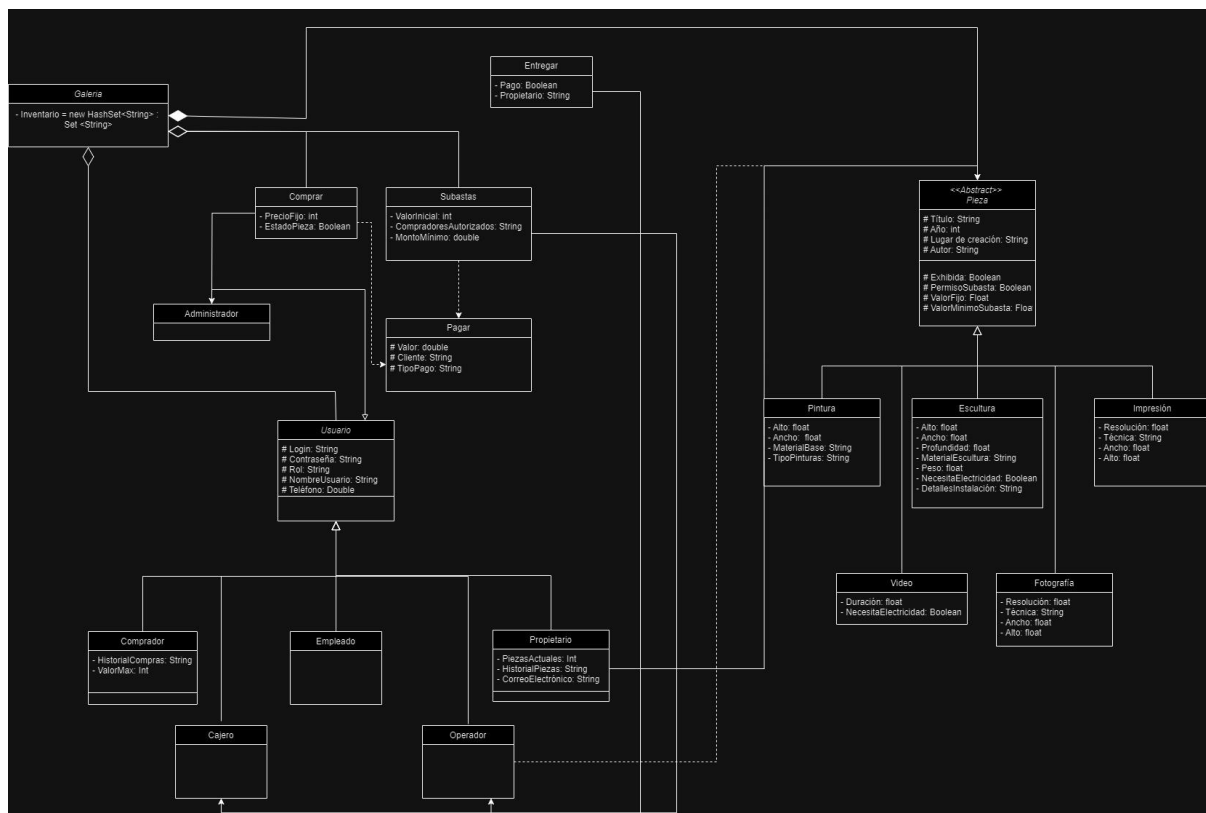 Entregar
- Pago: Boolean
- Propietario: String
Galeria
- Inventario = new HashSet<String> :
Set <String>
Comprar
- PrecioFijo: int
- EstadoPieza: Boolean
Subastas
- ValorInicial: int
- CompradoresAutorizados: String
- MontoMínimo: double
<<Abstract>>
Pieza
# Título: String
# Año: int
# Lugar de creación: String
# Autor: String
# Exhibida: Boolean
# PermisoSubasta: Boolean
# ValorFijo: Float
# ValorMinimoSubasta: Floa
Administrador
Pagar
# Valor: double
# Cliente: String
# TipoPago: String
Usuario
# Login: String
# Contraseña: String
# Rol: String
# NombreUsuario: String
# Teléfono: Double
Pintura
- Alto: float
- Ancho: float
- MaterialBase: String
- TipoPinturas: String
Escultura
- Alto: float
- Ancho: float
- Profundidad: float
- MaterialEscultura: String
- Peso: float
- NecesitaElectricidad: Boolean
- DetallesInstalación: String
Impresión
- Resolución: float
- Técnica: String
- Ancho: float
- Alto: float
Video
- Duración: float
- NecesitaElectricidad: Boolean
Fotografía
- Resolución: float
- Técnica: String
- Ancho: float
- Alto: float
Comprador
- HistorialCompras: String
- ValorMax: Int
Empleado
Propietario
- PiezasActuales: Int
- HistorialPiezas: String
- CorreoElectrónico: String
Cajero
Operador